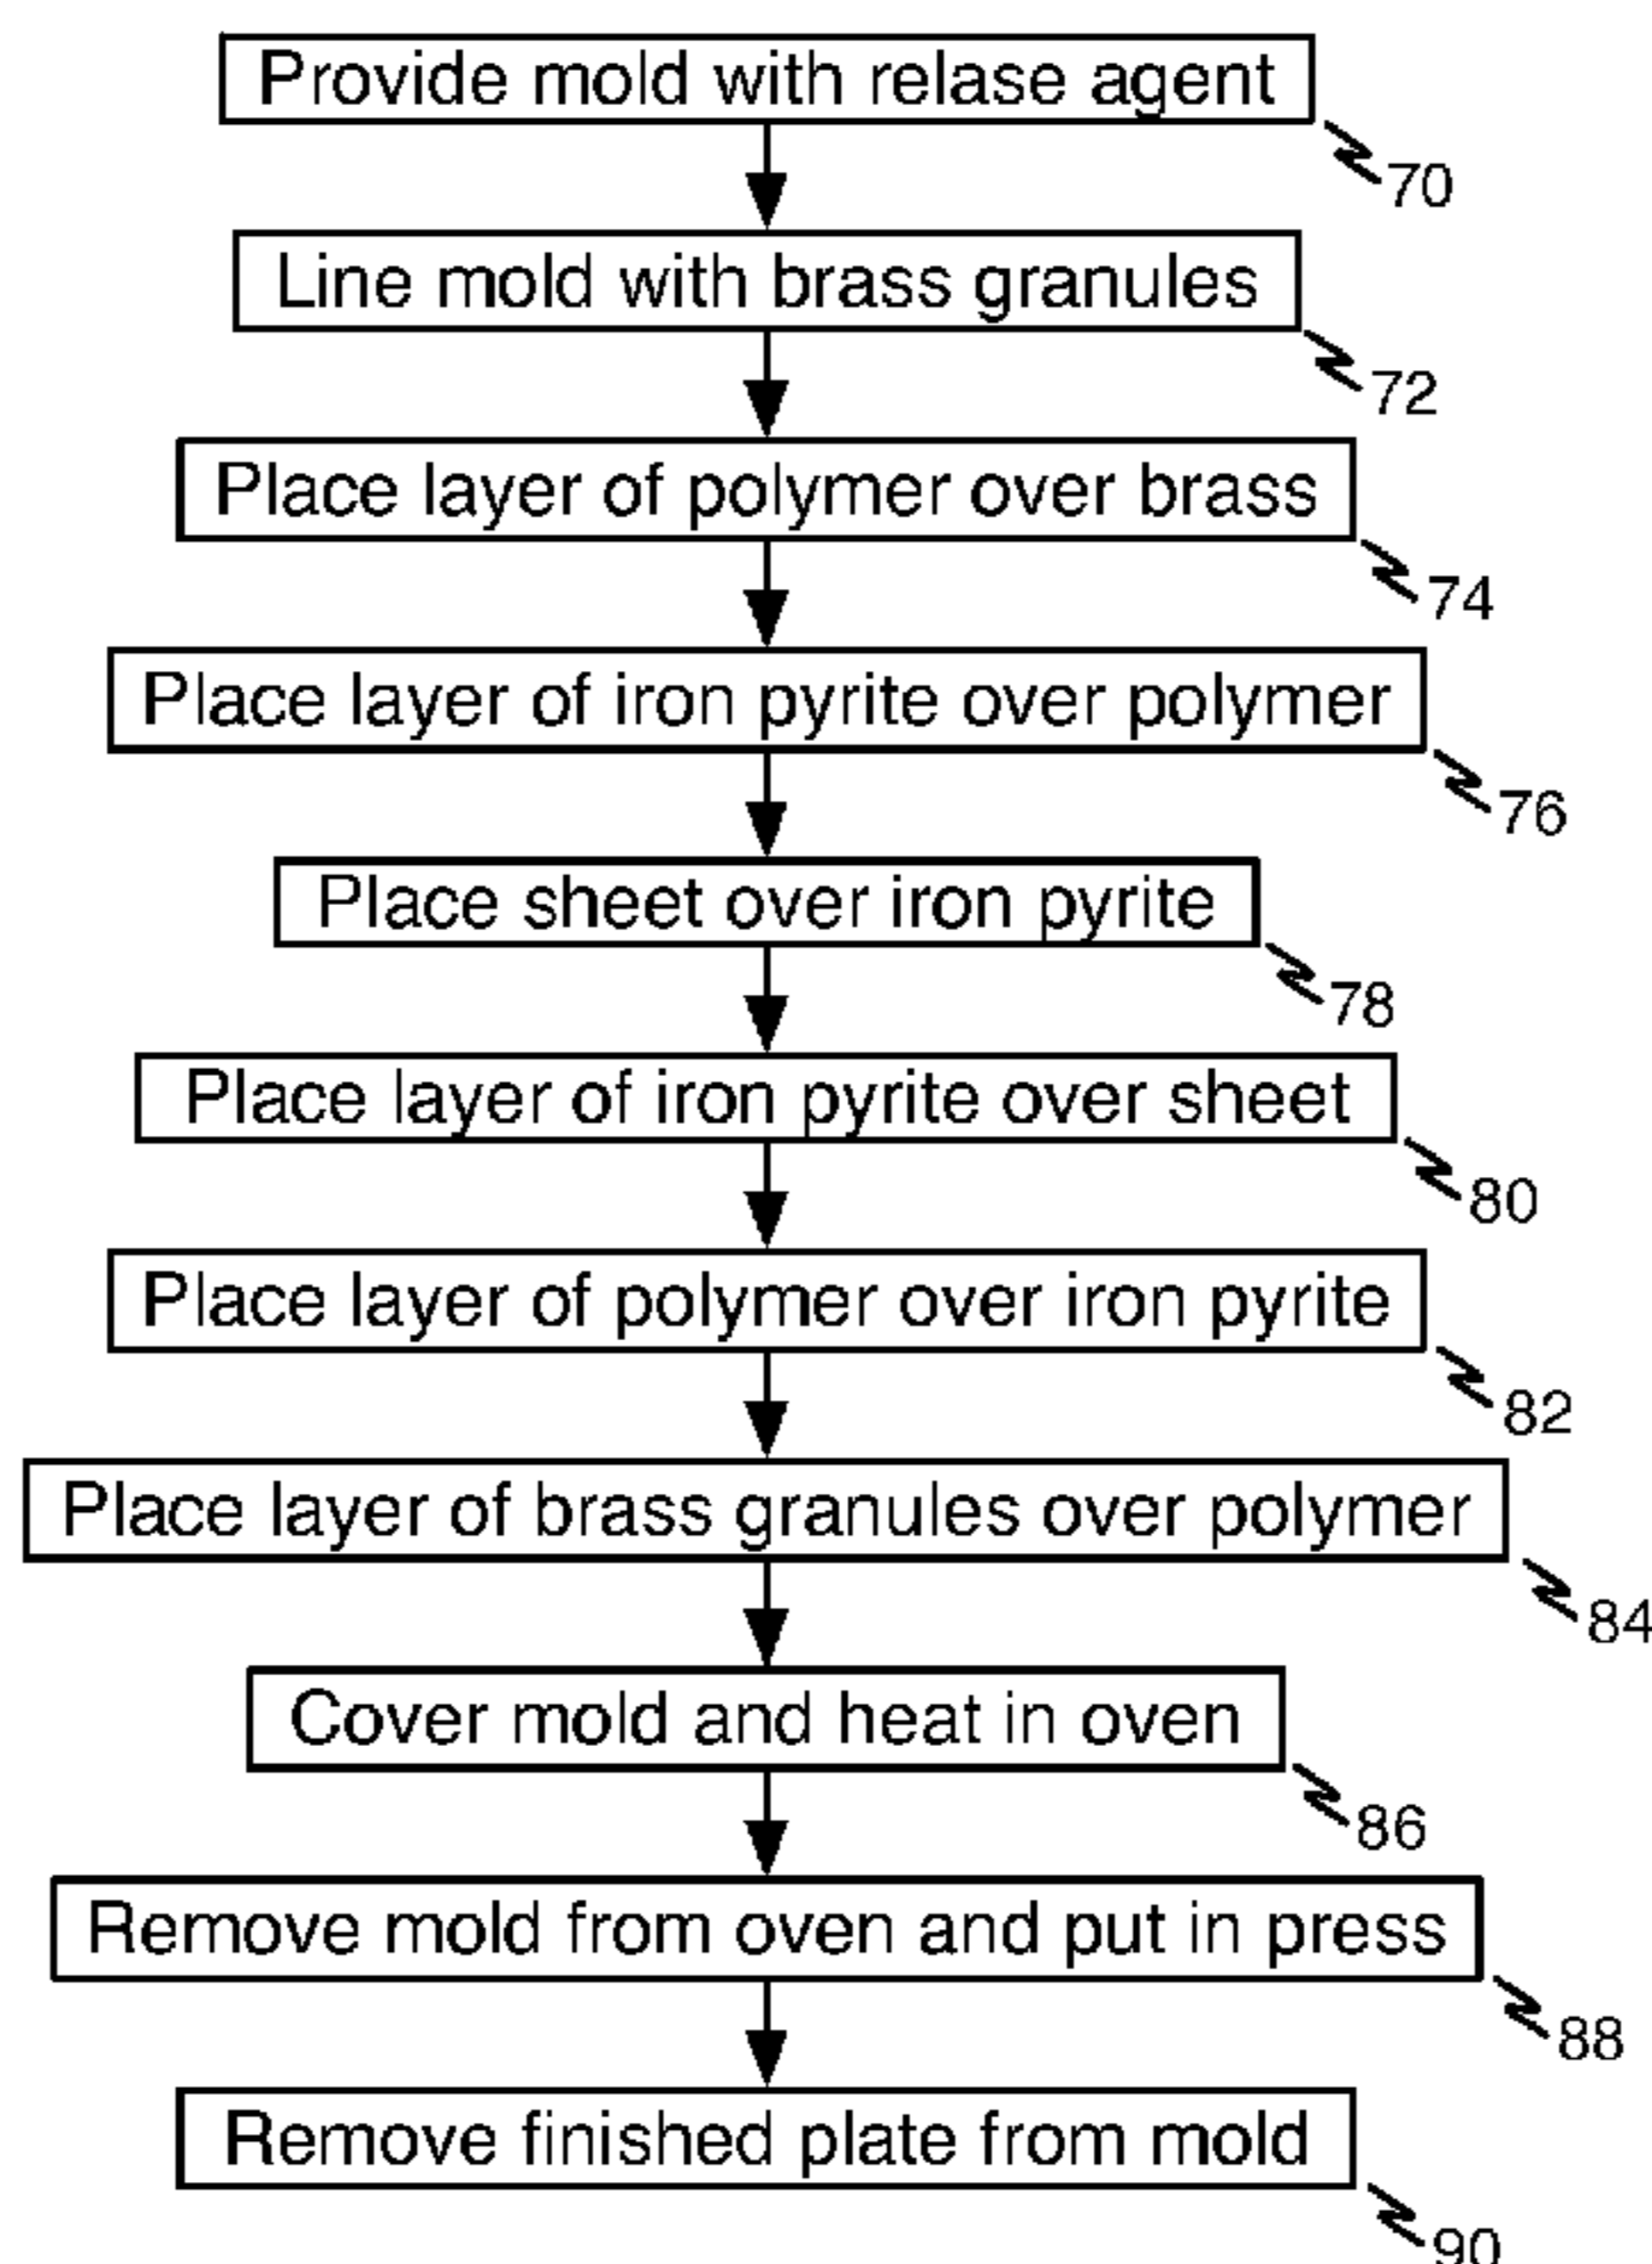 Provide mold with relase agent
70
Line mold with brass granules
72
Place layer of polymer over brass
74
Place layer of iron pyrite over polymer
76
Place sheet over iron pyrite
78
Place layer of iron pyrite over sheet
80
Place layer of polymer over iron pyrite
82
Place layer of brass granules over polymer
84
Cover mold and heat in oven
86
Remove mold from oven and put in press
88
Remove finished plate from mold
90